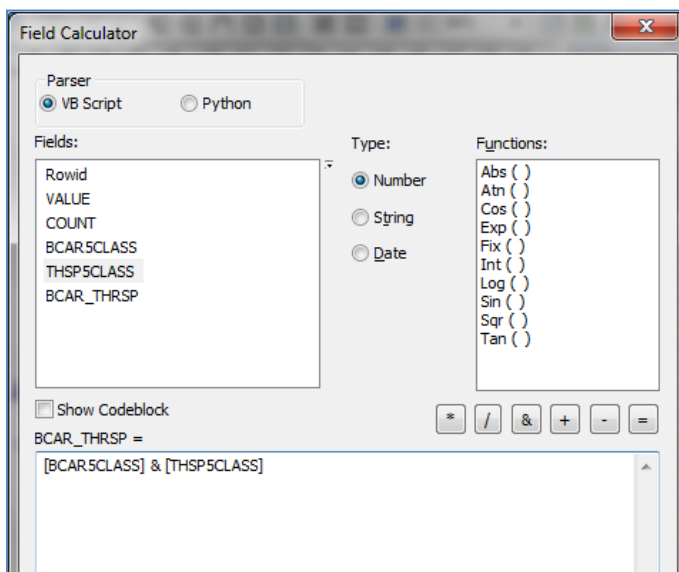 Field Calculator
Parser
VB Script Python
Fields: Type: Functions:
Rowid
VALUE
COUNT
BCAR5CLASS
THSP5CLASS
BCAR_THRSP
Number
String
Date
Abs ( )
Atn ( )
Cos ( )
Exp ( )
Fix ( )
Int ( )
Log ( )
Sin ( )
Sqr ( )
Tan ( )
Show Codeblock
* / & + - =
BCAR_THRSP =
[BCAR5CLASS] & [THSP5CLASS]